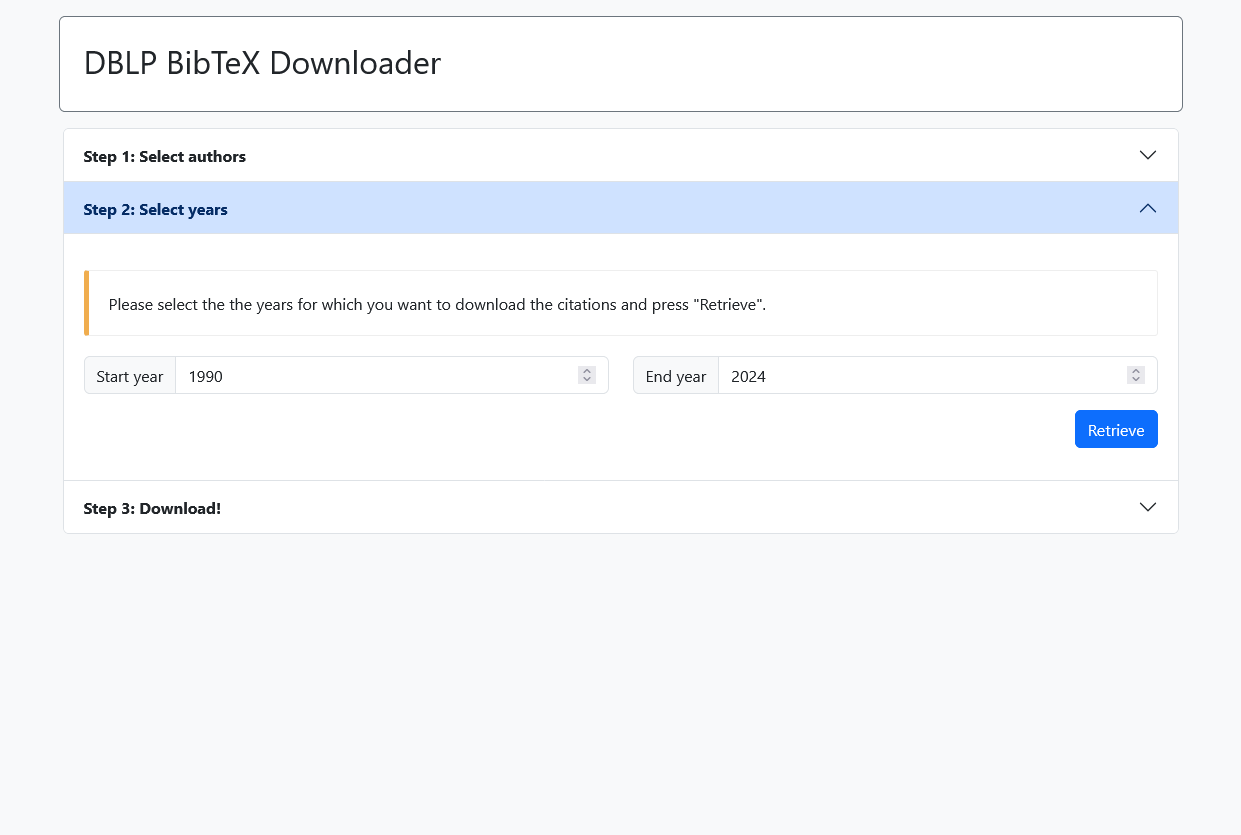 DBLP BibTeX Downloader
Step 1: Select authors
Step 2: Select years
Please select the the years for which you want to download the citations and press "Retrieve".
Start year 1990 End year 2024
Retrieve
Step 3: Download!